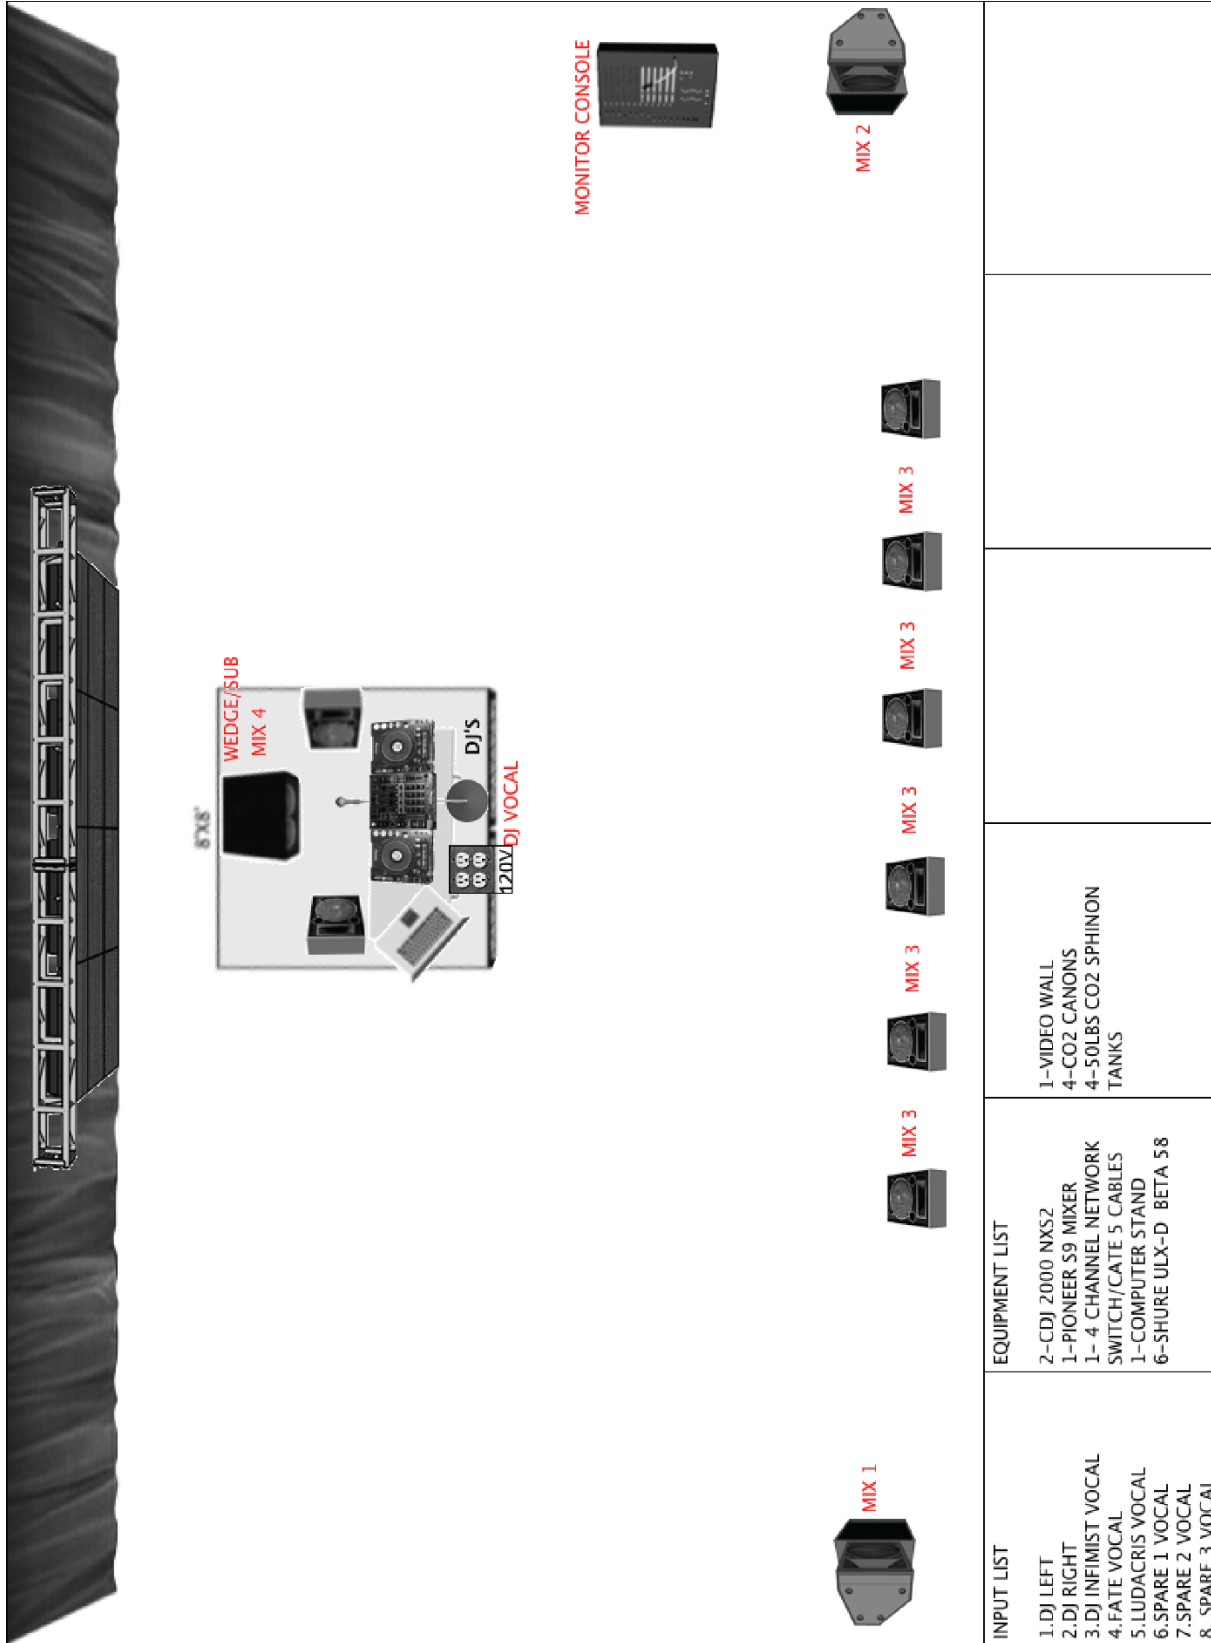 8'X8'
WEDGE/SUB
MIX 4
DJ'S
DJ VOCAL
120V
MONITOR CONSOLE
MIX 1
MIX 3
MIX 3
MIX 3
MIX 3
MIX 3
MIX 2
INPUT LIST
1.DJ LEFT
2.DJ RIGHT
3.DJ INFIMIST VOCAL
4.FATE VOCAL
5.LUDACRIS VOCAL
6.SPARE 1 VOCAL
7.SPARE 2 VOCAL
8. SPARE 3 VOCAL
EQUIPMENT LIST
2-CDJ 2000 NXS2
1-PIONEER S9 MIXER
1- 4 CHANNEL NETWORK
SWITCH/CATE 5 CABLES
1-COMPUTER STAND
6-SHURE ULX-D BETA 58
1-VIDEO WALL
4-CO2 CANONS
4-50LBS CO2 SPHINON
TANKS